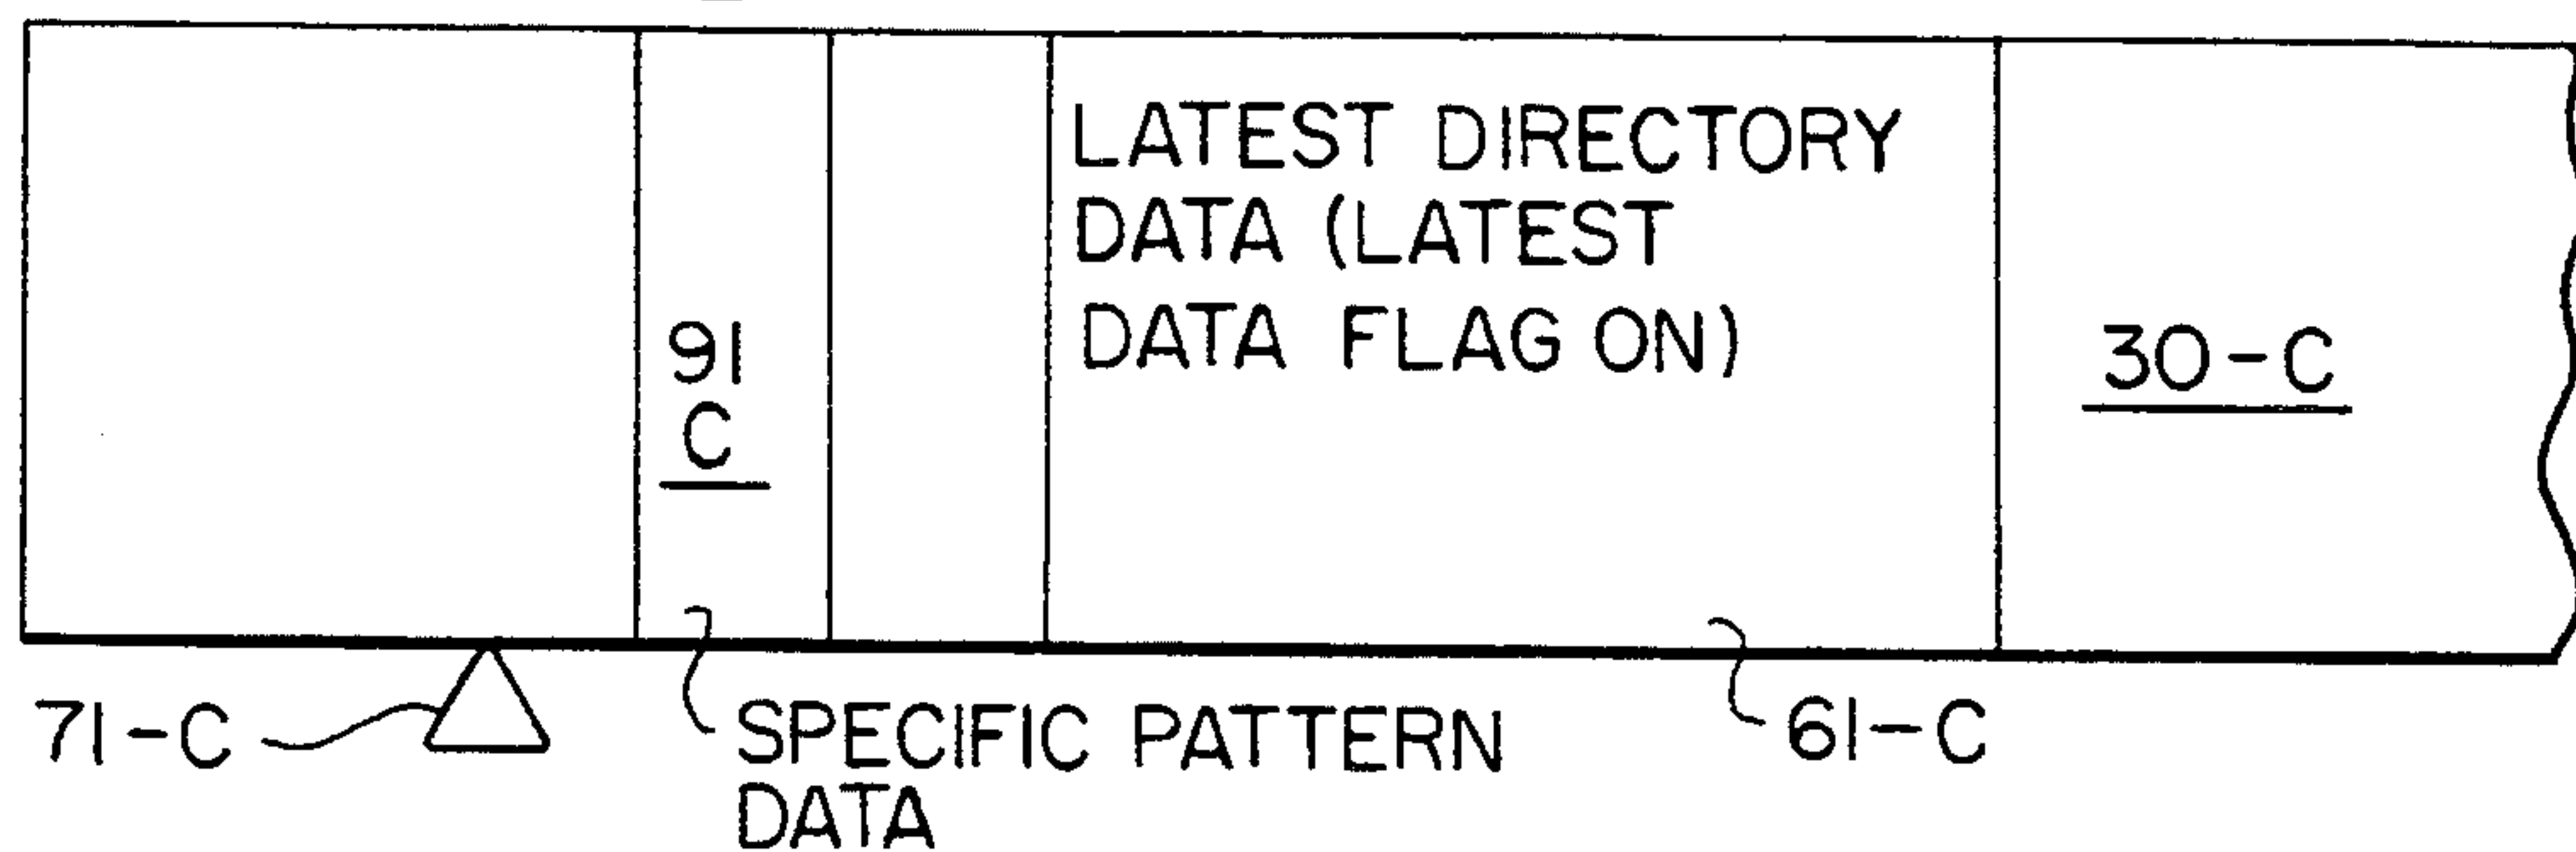 LATEST DIRECTORY
DATA (LATEST
DATA FLAG ON)
91
C
30-C
71-C
SPECIFIC PATTERN
DATA
61-C